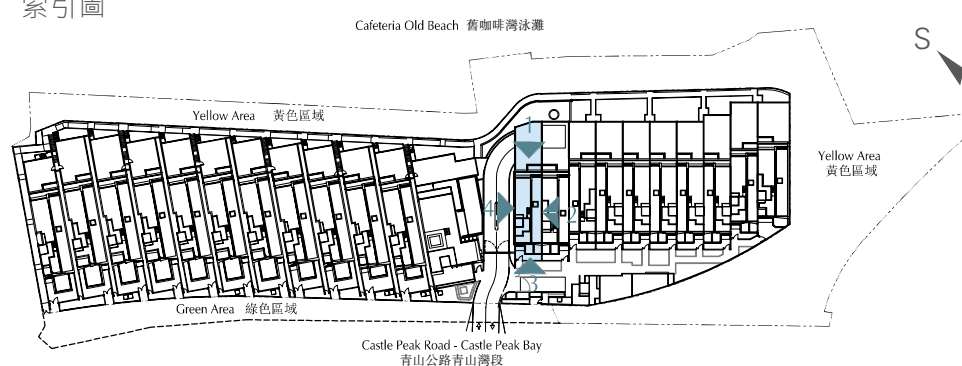 索引圖
Cafeteria Old Beach 舊咖啡灣泳灘
S
Yellow Area 黃色區域
1
Yellow Area
黃色區域
4
2
3
Green Area 綠色區域
Castle Peak Road - Castle Peak Bay
青山公路青山灣段